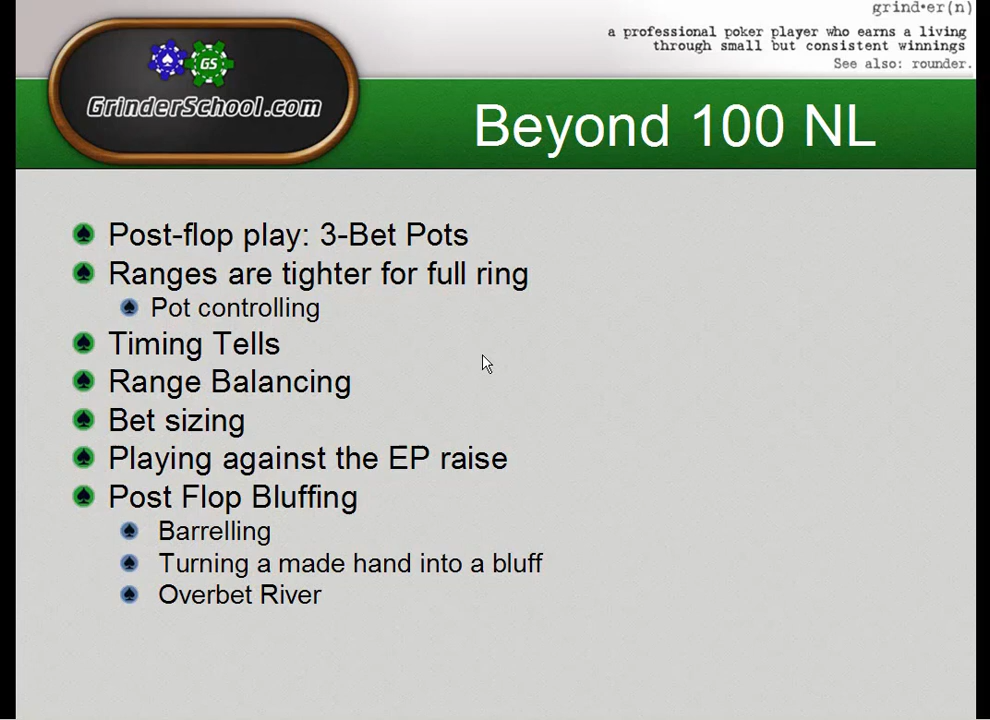 grind•er(n)
a professional poker player who earns a living
through small but consistent winnings
See also: rounder.
GS
GrinderSchool.com
Beyond 100 NL
Post-flop play: 3-Bet Pots
Ranges are tighter for full ring
Pot controlling
Timing Tells
Range Balancing
Bet sizing
Playing against the EP raise
Post Flop Bluffing
Barrelling
Turning a made hand into a bluff
Overbet River